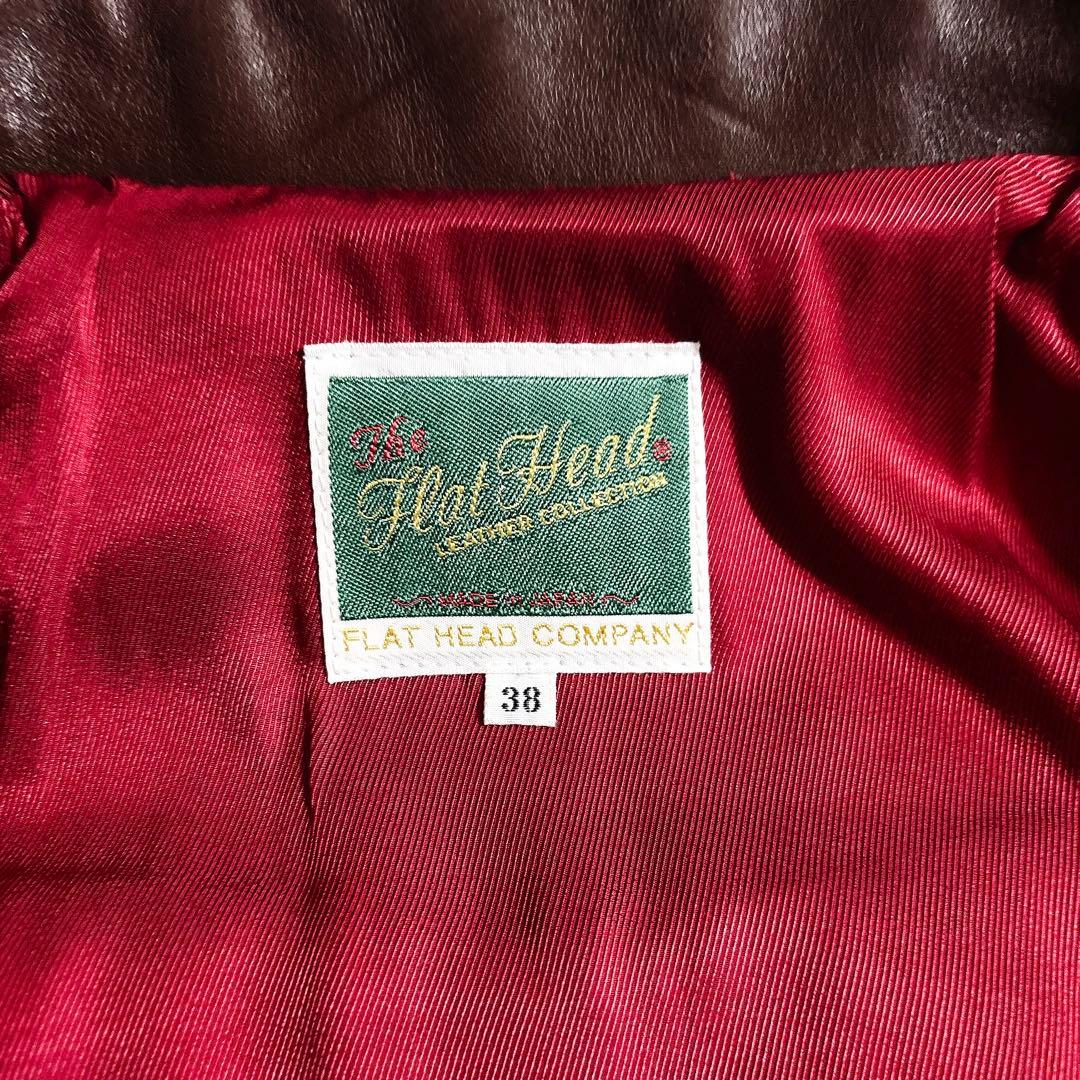 The
Flat Head®
LEATHER COLLECTION
MADE in JAPAN
FLAT HEAD COMPANY
38